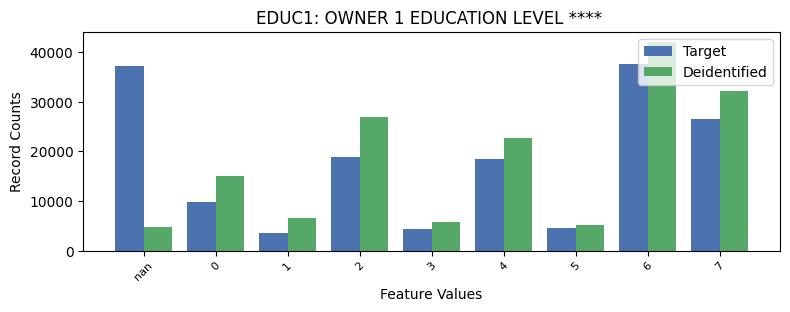 EDUC1: OWNER 1 EDUCATION LEVEL ****
Target
Deidentified
Record Counts
40000
30000
20000
10000
0
nan 0 1 2 3 4 5 6 7
Feature Values